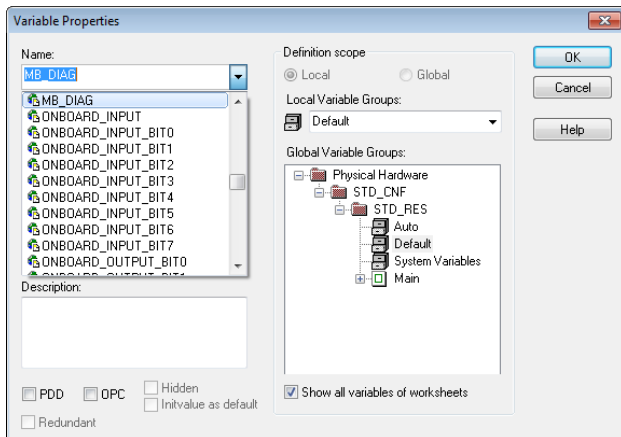 Variable Properties
Name:
MB_DIAG
MB_DIAG
ONBOARD_INPUT
ONBOARD_INPUT_BIT0
ONBOARD_INPUT_BIT1
ONBOARD_INPUT_BIT2
ONBOARD_INPUT_BIT3
ONBOARD_INPUT_BIT4
ONBOARD_INPUT_BIT5
ONBOARD_INPUT_BIT6
ONBOARD_INPUT_BIT7
ONBOARD_OUTPUT_BIT0
ONBOARD_OUTPUT_BIT1
Description:
PDD
OPC
Hidden
Initvalue as default
Redundant
Definition scope
Local
Global
Local Variable Groups:
Default
Global Variable Groups:
Physical Hardware
STD_CNF
STD_RES
Auto
Default
System Variables
Main
Show all variables of worksheets
OK
Cancel
Help